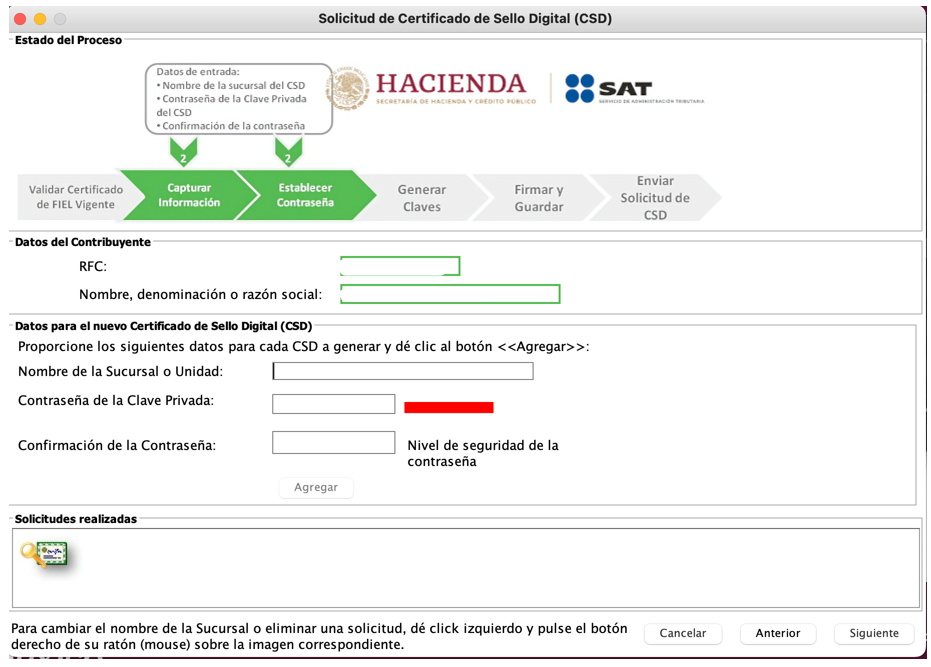 Solicitud de Certificado de Sello Digital (CSD)
Estado del Proceso
Datos de entrada:
• Nombre de la sucursal del CSD
• Contraseña de la Clave Privada
del CSD
• Confirmación de la contraseña
HACIENDA
SECRETARÍA DE HACIENDA Y CRÉDITO PÚBLICO
SAT
SERVICIO DE ADMINISTRACIÓN TRIBUTARIA
2
2
Validar Certificado
de FIEL Vigente
Capturar
Información
Establecer
Contraseña
Generar
Claves
Firmar y
Guardar
Enviar
Solicitud de
CSD
Datos del Contribuyente
RFC:
Nombre, denominación o razón social:
Datos para el nuevo Certificado de Sello Digital (CSD)
Proporcione los siguientes datos para cada CSD a generar y dé clic al botón <<Agregar>>:
Nombre de la Sucursal o Unidad:
Contraseña de la Clave Privada:
Confirmación de la Contraseña:
Nivel de seguridad de la
contraseña
Agregar
Solicitudes realizadas
Para cambiar el nombre de la Sucursal o eliminar una solicitud, dé click izquierdo y pulse el botón
derecho de su ratón (mouse) sobre la imagen correspondiente.
Cancelar
Anterior
Siguiente